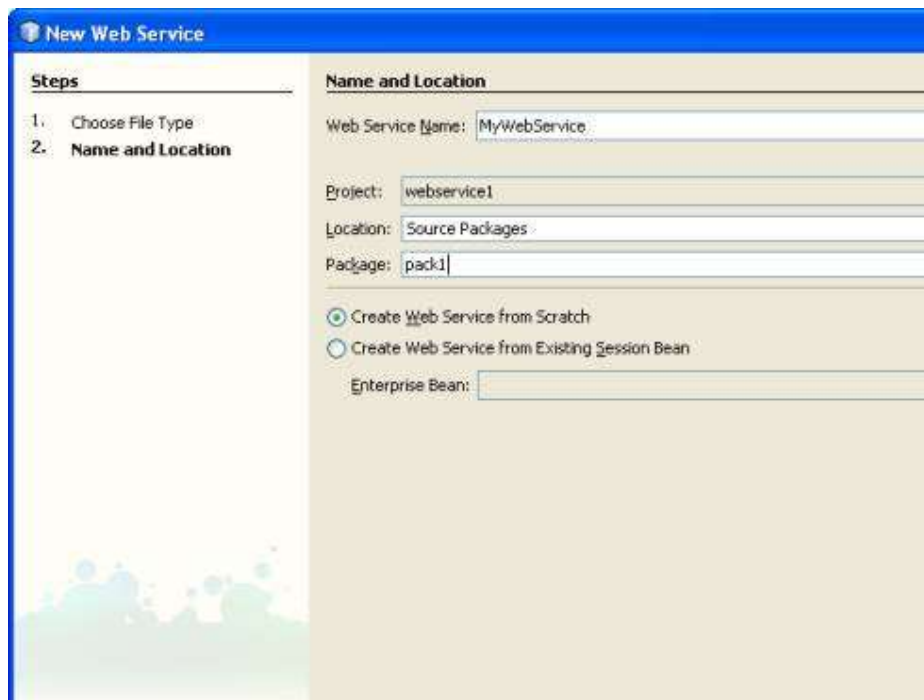 New Web Service
Steps
1. Choose File Type
2. Name and Location
Name and Location
Web Service Name: MyWebService
Project: webservice1
Location: Source Packages
Package: pack1
Create Web Service from Scratch
Create Web Service from Existing Session Bean
Enterprise Bean: